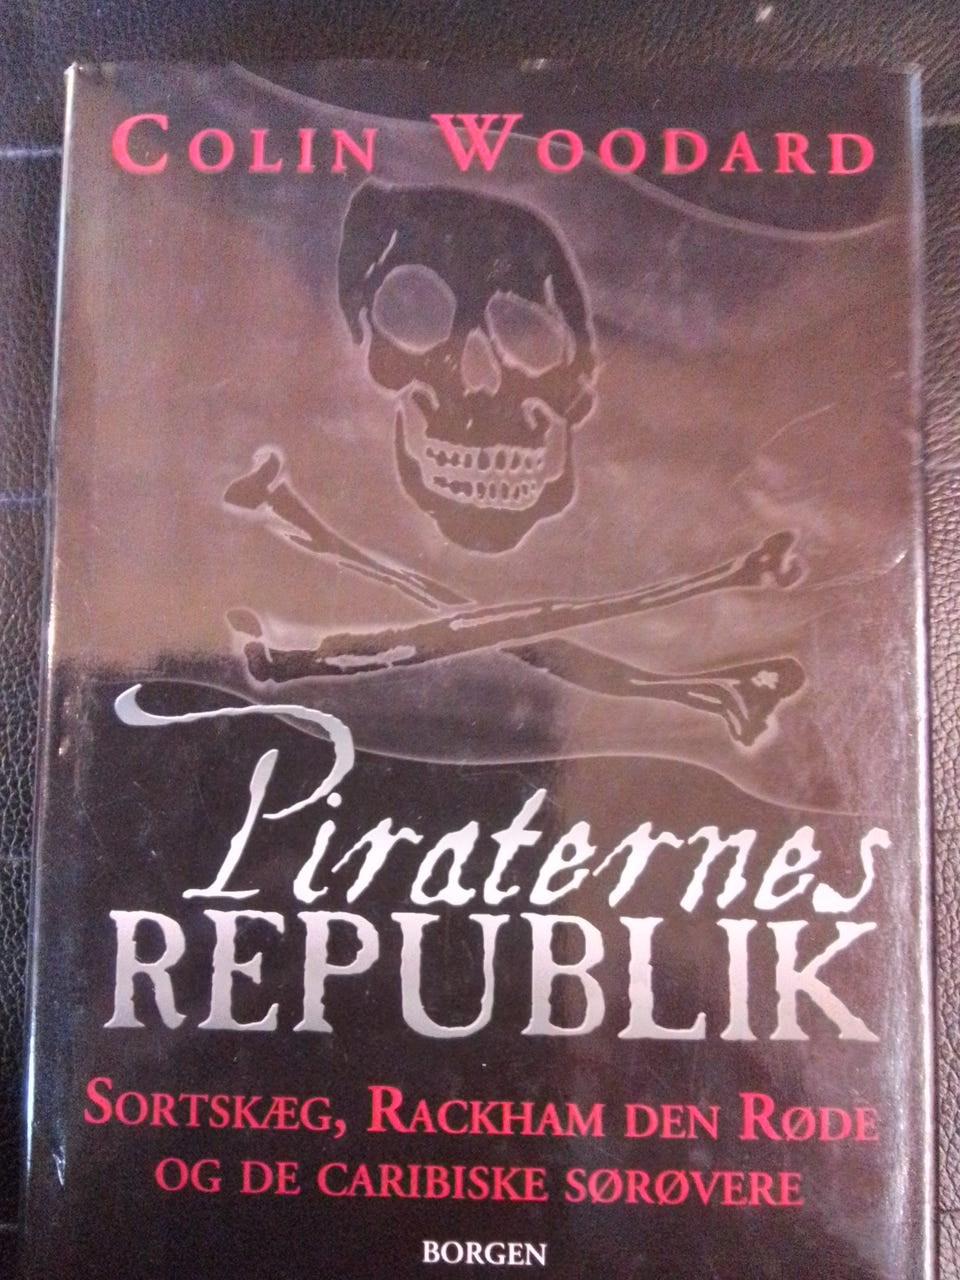 COLIN WOODARD
Piraternes
REPUBLIK
SORTSKÆG, RACKHAM DEN RØDE
OG DE CARIBISKE SØRØVERE
BORGEN